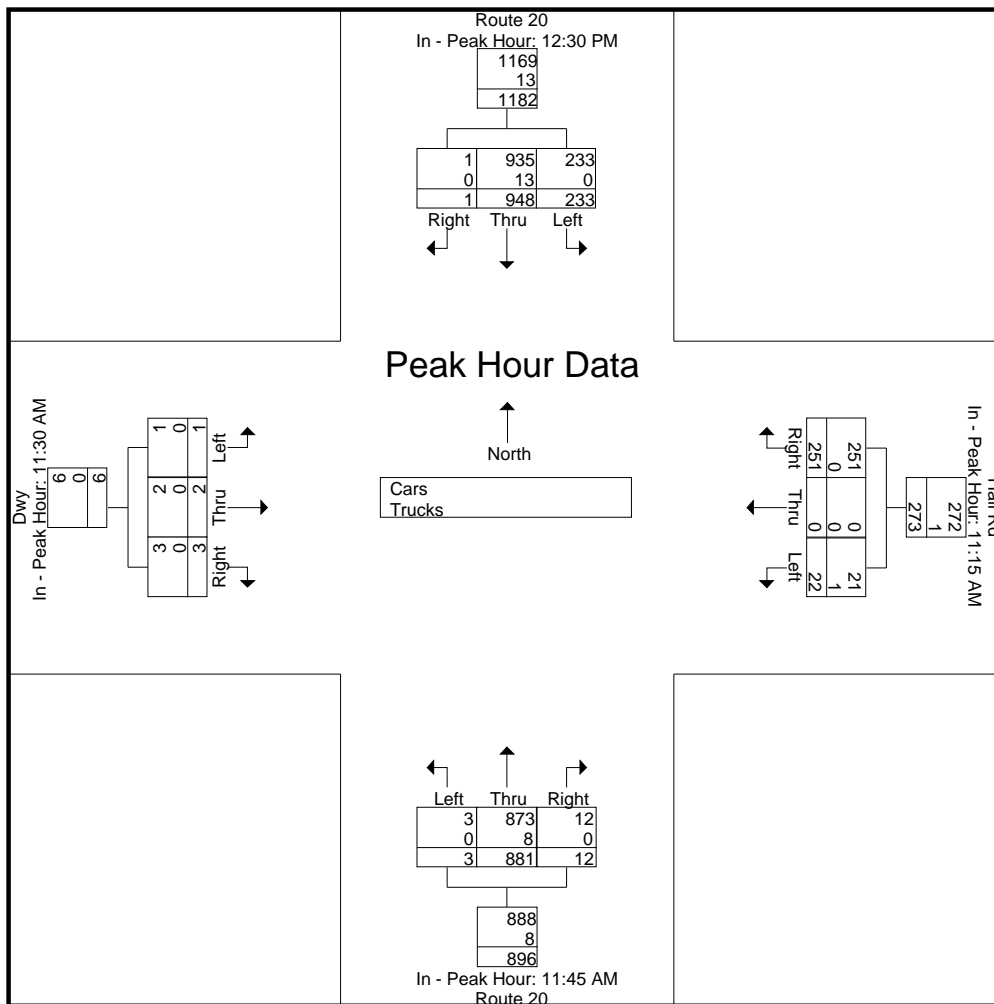 Route 20
In - Peak Hour: 12:30 PM
1169
13
1182
1 935 233
0 13 0
1 948 233
Right Thru Left
Peak Hour Data
North
Cars
Trucks
Dwy
In - Peak Hour: 11:30 AM
6
0
6
1 0 1
2 0 2
3 0 3
Left
Thru
Right
Right
Thru
Left
251 0 251
0 0 0
22 1 21
272
1
273
In - Peak Hour: 11:15 AM
Left Thru Right
3 873 12
0 8 0
3 881 12
888
8
896
In - Peak Hour: 11:45 AM
Route 20